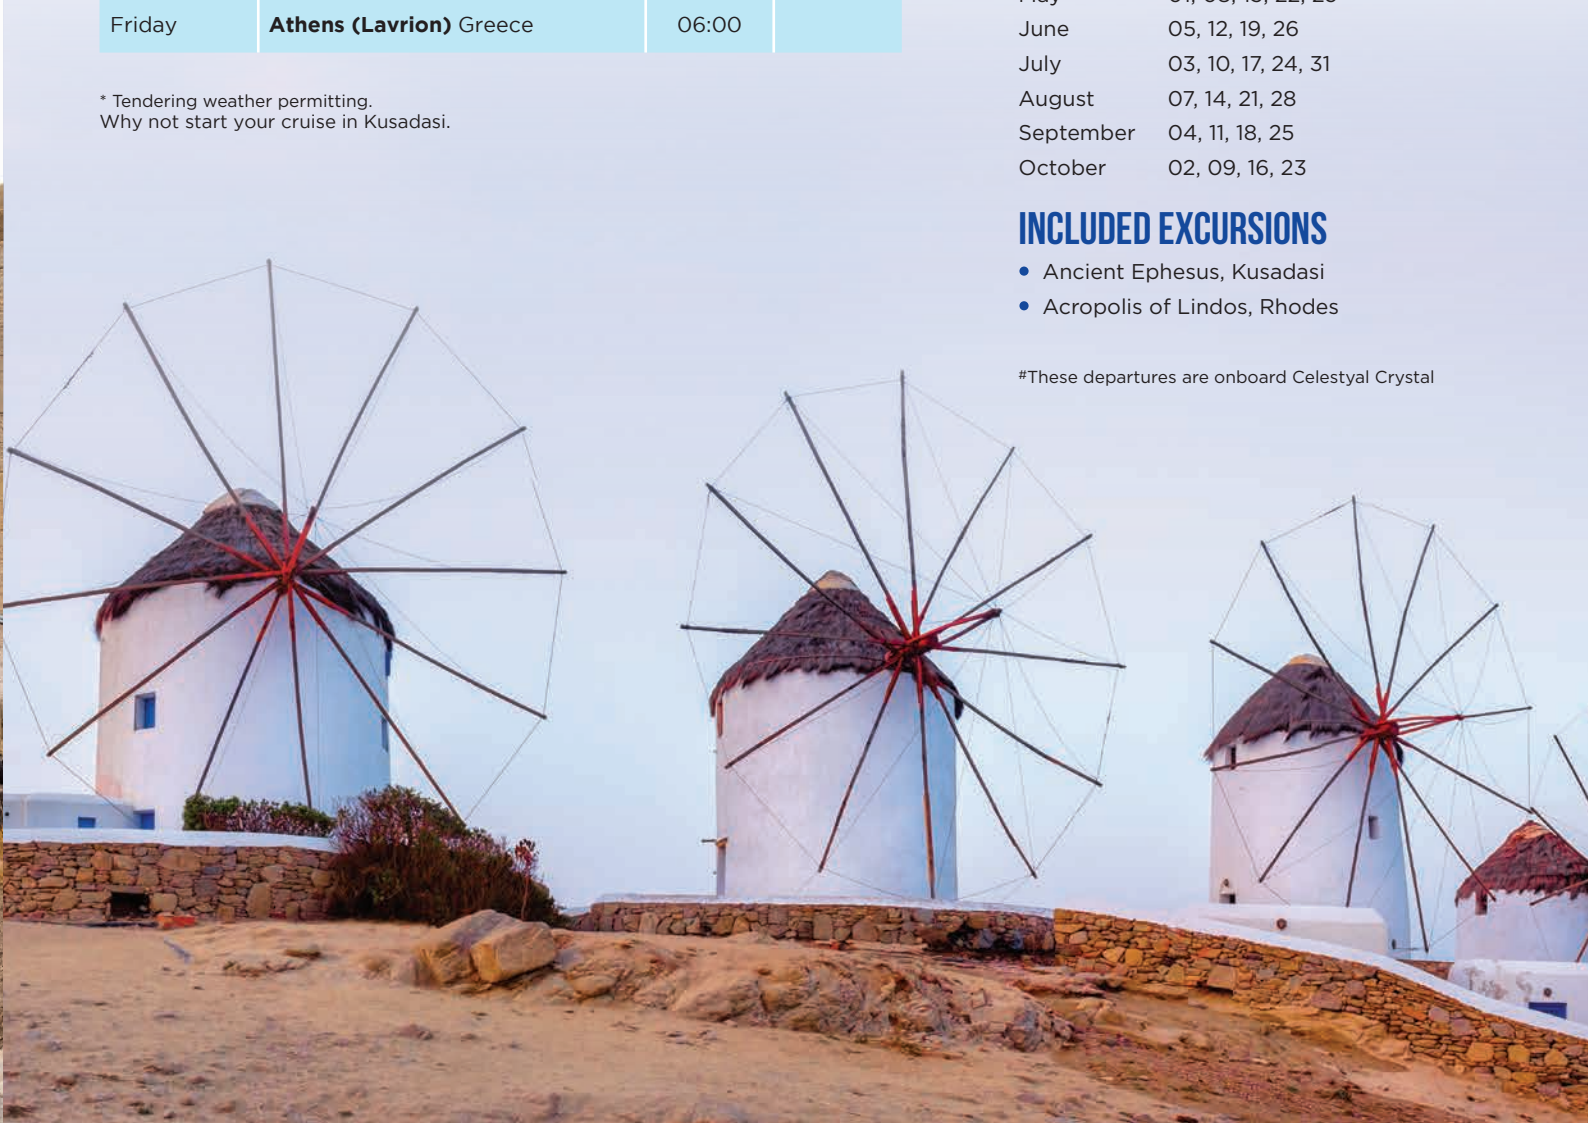 Friday Athens (Lavrion) Greece 06:00
* Tendering weather permitting.
Why not start your cruise in Kusadasi.
June 05, 12, 19, 26
July 03, 10, 17, 24, 31
August 07, 14, 21, 28
September 04, 11, 18, 25
October 02, 09, 16, 23
INCLUDED EXCURSIONS
• Ancient Ephesus, Kusadasi
• Acropolis of Lindos, Rhodes
#These departures are onboard Celestyal Crystal